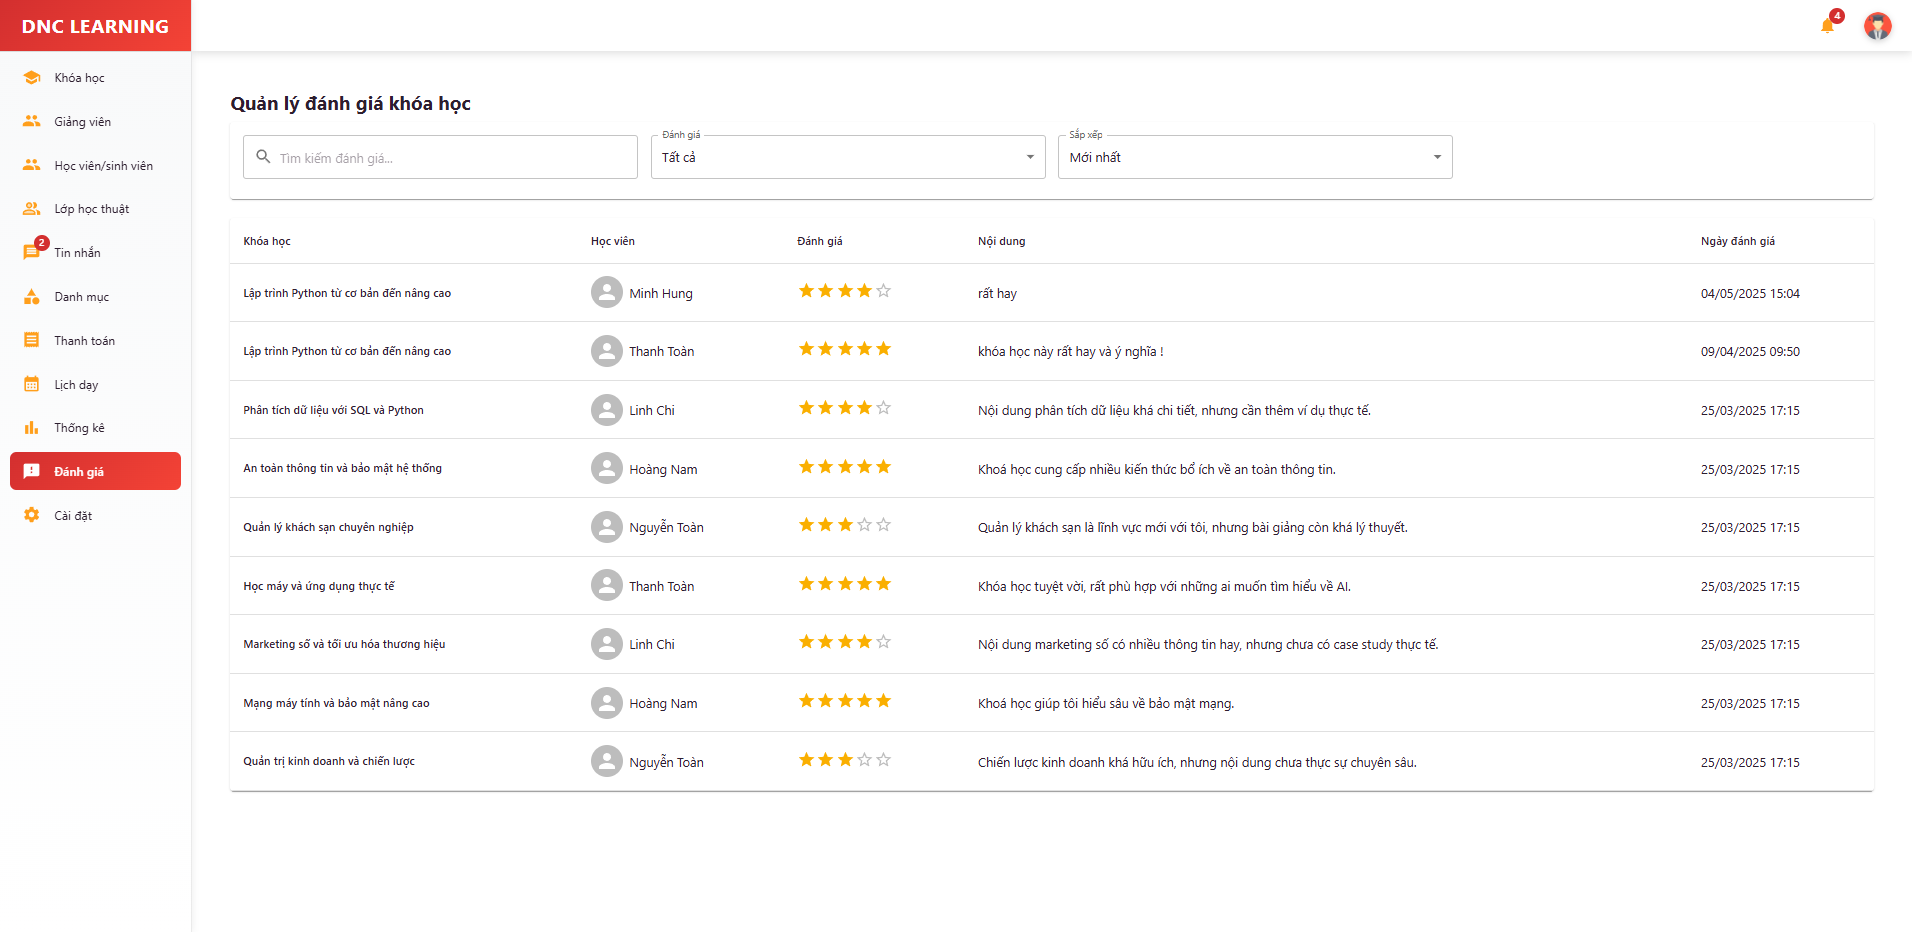 DNC LEARNING
4
Khóa học
Giảng viên
Học viên/sinh viên
Lớp học thuật
2
Tin nhắn
Danh mục
Thanh toán
Lịch dạy
Thống kê
Đánh giá
Cài đặt
Quản lý đánh giá khóa học
Tìm kiếm đánh giá...
Đánh giá
Tất cả
Sắp xếp
Mới nhất
Khóa học Học viên Đánh giá Nội dung Ngày đánh giá
Lập trình Python từ cơ bản đến nâng cao Minh Hung rất hay 04/05/2025 15:04
Lập trình Python từ cơ bản đến nâng cao Thanh Toàn khóa học này rất hay và ý nghĩa ! 09/04/2025 09:50
Phân tích dữ liệu với SQL và Python Linh Chi Nội dung phân tích dữ liệu khá chi tiết, nhưng cần thêm ví dụ thực tế. 25/03/2025 17:15
An toàn thông tin và bảo mật hệ thống Hoàng Nam Khoá học cung cấp nhiều kiến thức bổ ích về an toàn thông tin. 25/03/2025 17:15
Quản lý khách sạn chuyên nghiệp Nguyễn Toàn Quản lý khách sạn là lĩnh vực mới với tôi, nhưng bài giảng còn khá lý thuyết. 25/03/2025 17:15
Học máy và ứng dụng thực tế Thanh Toàn Khóa học tuyệt vời, rất phù hợp với những ai muốn tìm hiểu về AI. 25/03/2025 17:15
Marketing số và tối ưu hóa thương hiệu Linh Chi Nội dung marketing số có nhiều thông tin hay, nhưng chưa có case study thực tế. 25/03/2025 17:15
Mạng máy tính và bảo mật nâng cao Hoàng Nam Khoá học giúp tôi hiểu sâu về bảo mật mạng. 25/03/2025 17:15
Quản trị kinh doanh và chiến lược Nguyễn Toàn Chiến lược kinh doanh khá hữu ích, nhưng nội dung chưa thực sự chuyên sâu. 25/03/2025 17:15